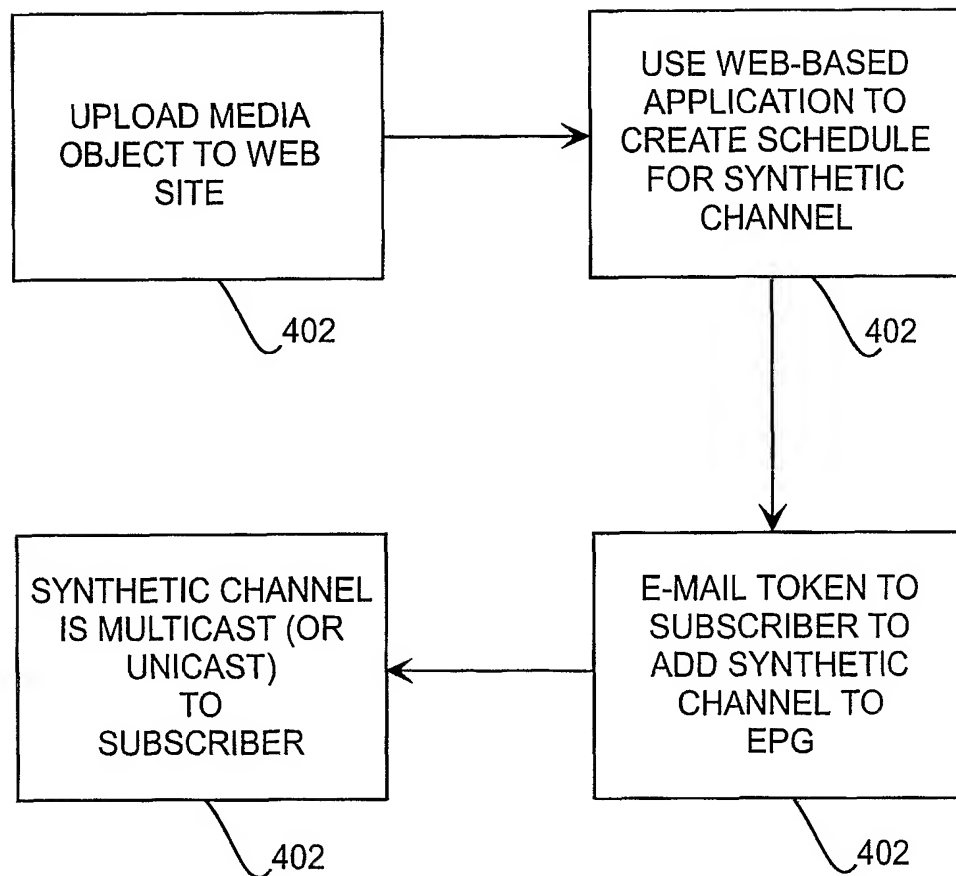 UPLOAD MEDIA
OBJECT TO WEB
SITE
402
USE WEB-BASED
APPLICATION TO
CREATE SCHEDULE
FOR SYNTHETIC
CHANNEL
402
E-MAIL TOKEN TO
SUBSCRIBER TO
ADD SYNTHETIC
CHANNEL TO
EPG
402
SYNTHETIC CHANNEL
IS MULTICAST (OR
UNICAST)
TO
SUBSCRIBER
402